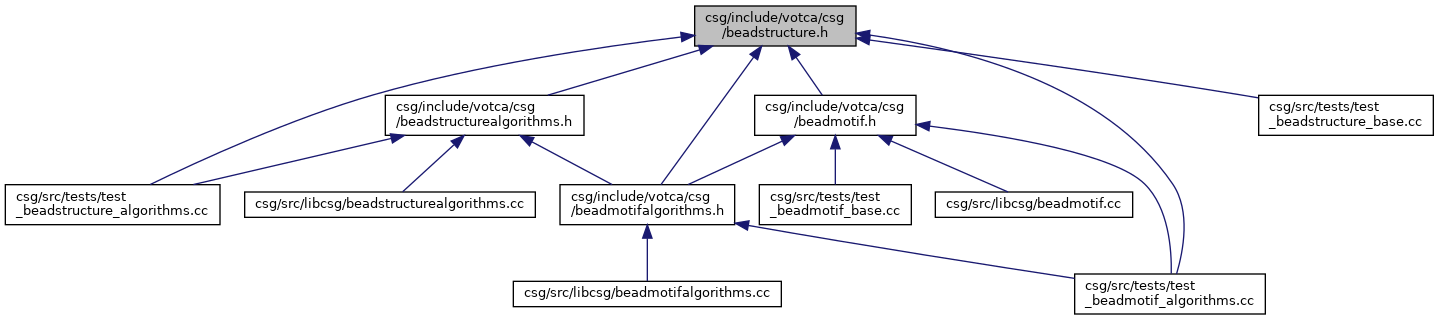 csg/include/votca/csg
/beadstructure.h
csg/include/votca/csg
/beadstructurealgorithms.h
csg/include/votca/csg
/beadmotif.h
csg/src/tests/test
_beadstructure_base.cc
csg/src/tests/test
_beadstructure_algorithms.cc
csg/src/libcsg/beadstructurealgorithms.cc
csg/include/votca/csg
/beadmotifalgorithms.h
csg/src/tests/test
_beadmotif_base.cc
csg/src/libcsg/beadmotif.cc
csg/src/libcsg/beadmotifalgorithms.cc
csg/src/tests/test
_beadmotif_algorithms.cc